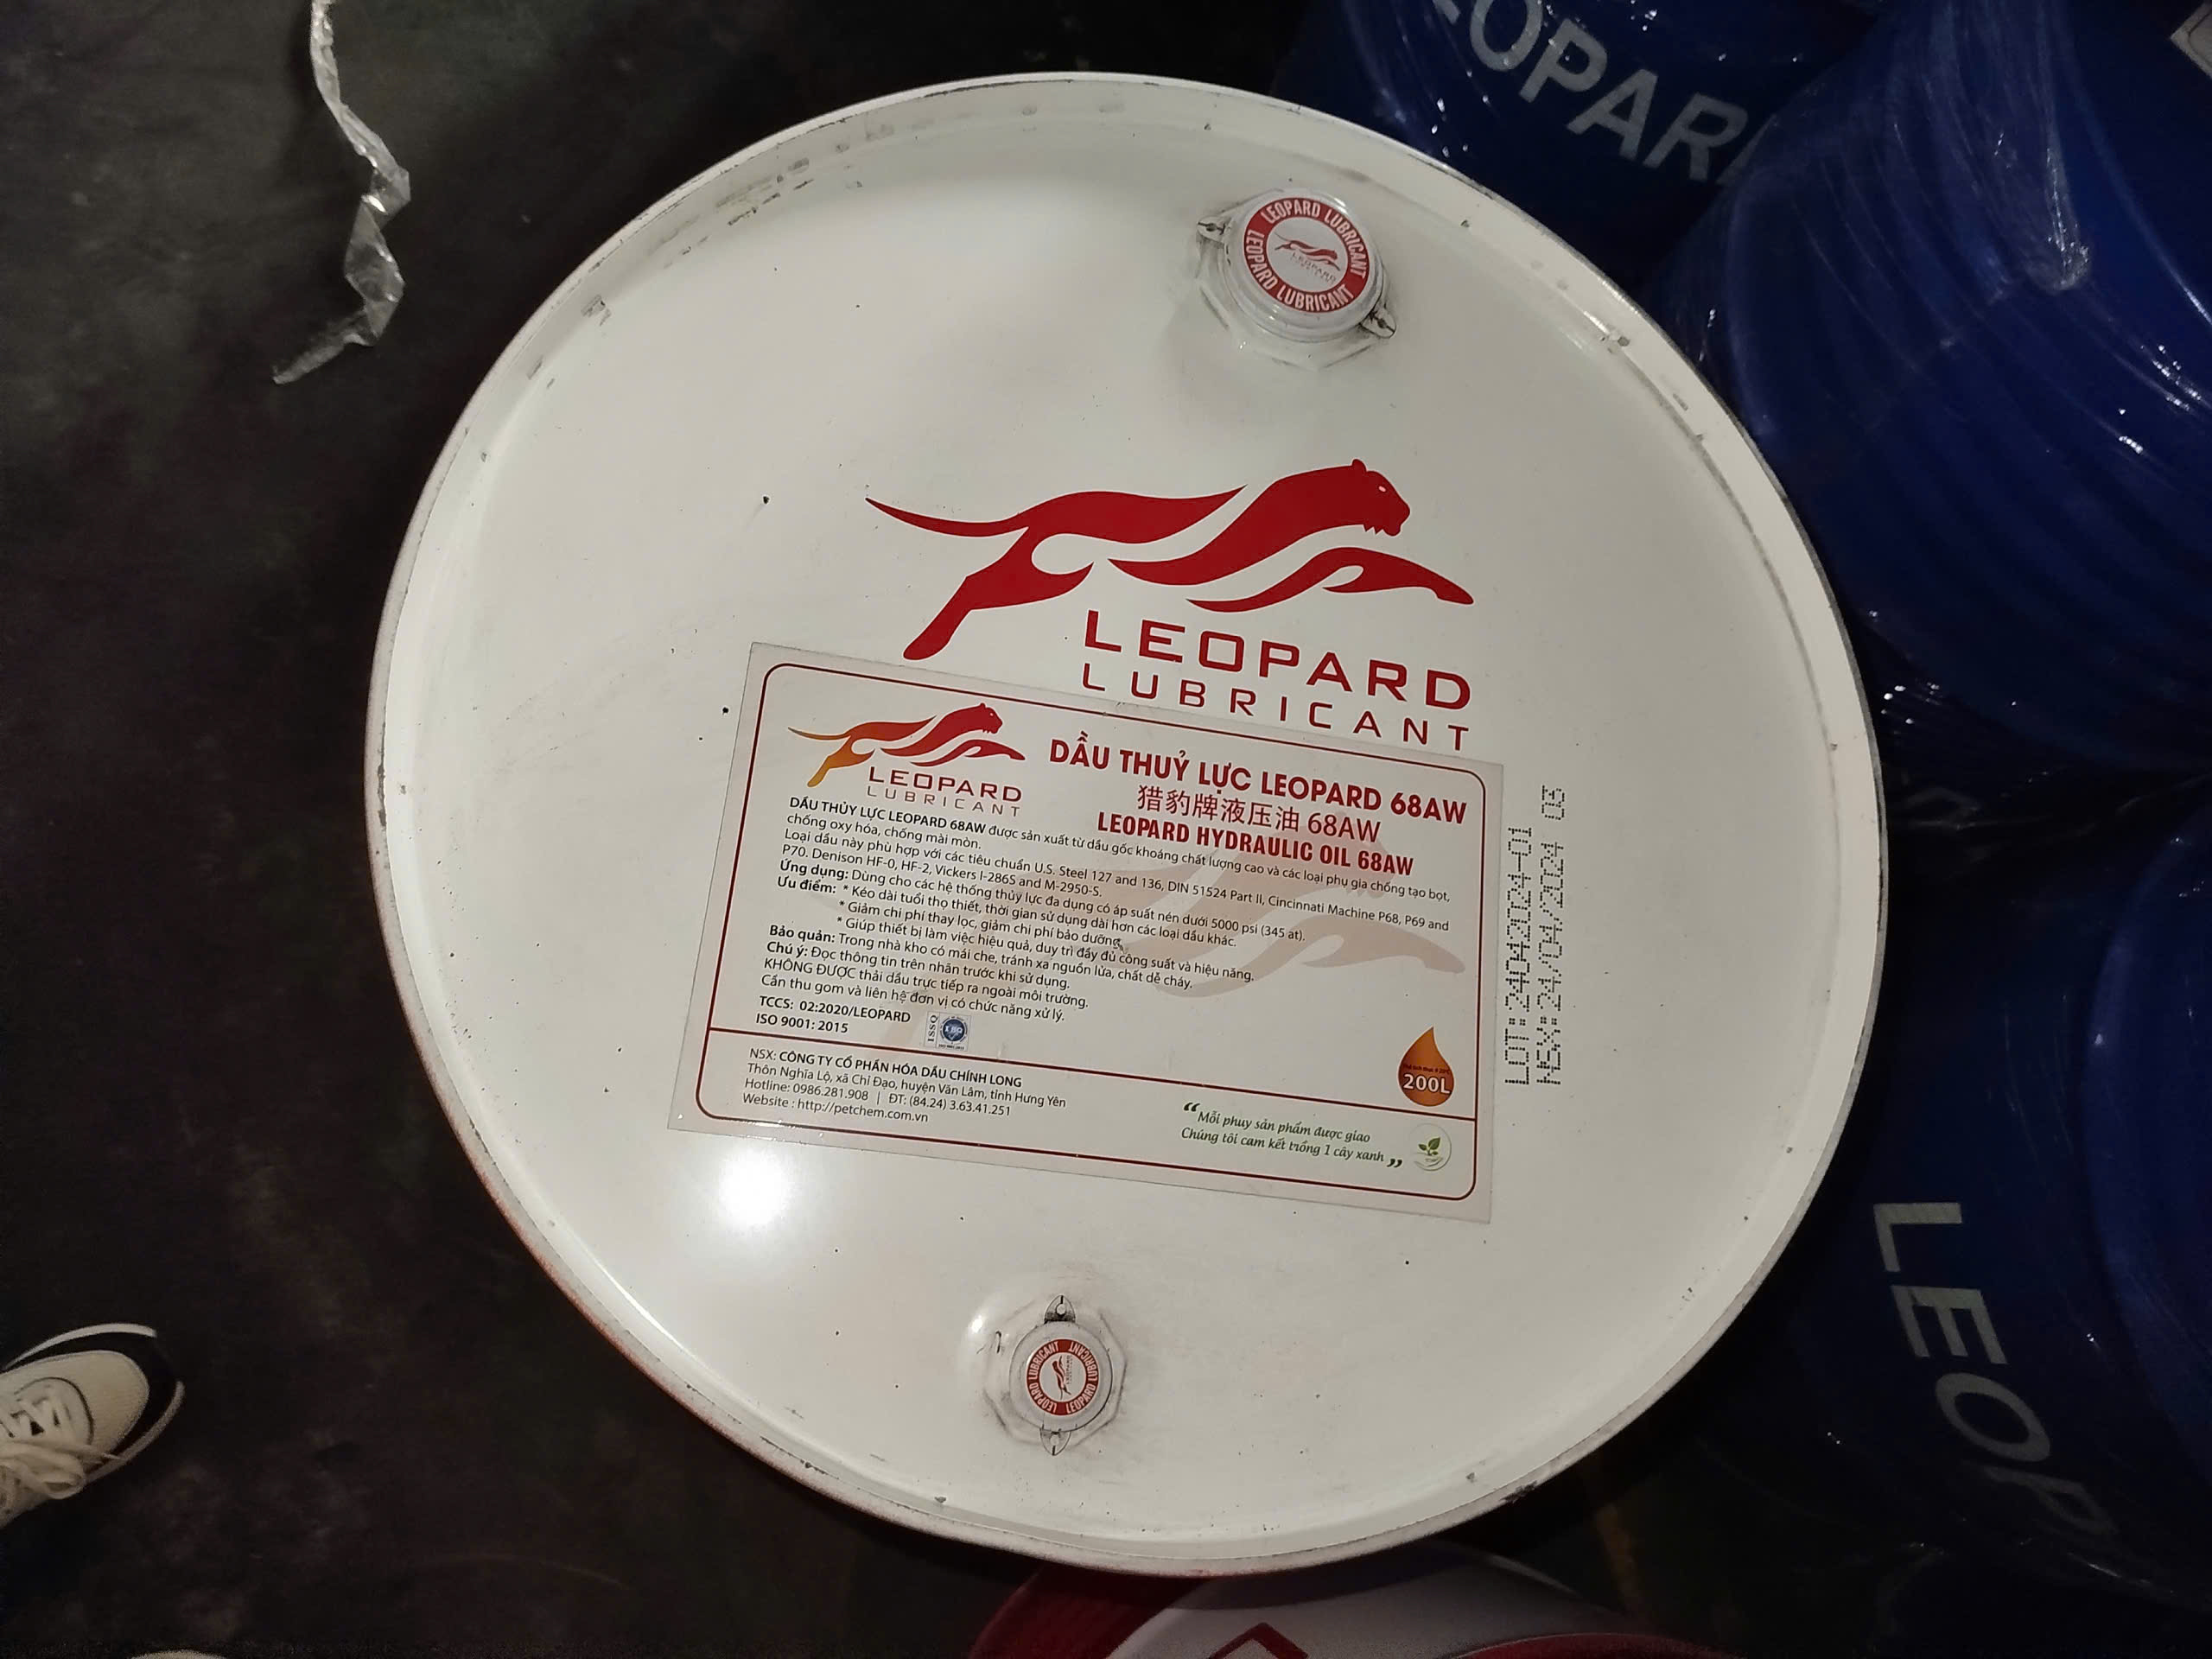 LEOPARD
LEOPARD LUBRICANT
LEOPARD LUBRICANT
LEOPARD
LUBRICANT
LEOPARD
LUBRICANT
DẦU THUỶ LỰC LEOPARD 68AW
猎豹牌液压油 68AW
LEOPARD HYDRAULIC OIL 68AW
DẦU THỦY LỰC LEOPARD 68AW được sản xuất từ dầu gốc khoáng chất lượng cao và các loại phụ gia chống tạo bọt,
chống oxy hóa, chống mài mòn.
Loại dầu này phù hợp với các tiêu chuẩn U.S. Steel 127 and 136, DIN 51524 Part II, Cincinnati Machine P68, P69 and
P70. Denison HF-0, HF-2, Vickers I-286S and M-2950-S.
Ứng dụng: Dùng cho các hệ thống thủy lực đa dụng có áp suất nén dưới 5000 psi (345 at).
Ưu điểm: * Kéo dài tuổi thọ thiết, thời gian sử dụng dài hơn các loại dầu khác.
* Giảm chi phí thay lọc, giảm chi phí bảo dưỡng.
* Giúp thiết bị làm việc hiệu quả, duy trì đầy đủ công suất và hiệu năng.
Bảo quản: Trong nhà kho có mái che, tránh xa nguồn lửa, chất dễ cháy.
Chú ý: Đọc thông tin trên nhãn trước khi sử dụng.
KHÔNG ĐƯỢC thải dầu trực tiếp ra ngoài môi trường.
Cần thu gom và liên hệ đơn vị có chức năng xử lý.
TCCS: 02:2020/LEOPARD
ISO 9001: 2015
ISSQ
200L
NSX: CÔNG TY CỔ PHẦN HÓA DẦU CHÍNH LONG
Thôn Nghĩa Lộ, xã Chỉ Đạo, huyện Văn Lâm, tỉnh Hưng Yên
Hotline: 0986.281.908 | ĐT: (84.24) 3.63.41.251
Website : http://petchem.com.vn
“Mỗi phuy sản phẩm được giao
Chúng tôi cam kết trồng 1 cây xanh”
LOT:24042024-01
NSX:24/04/2024 03
LEOPARD LUBRICANT
LEOPARD LUBRICANT
LEOP